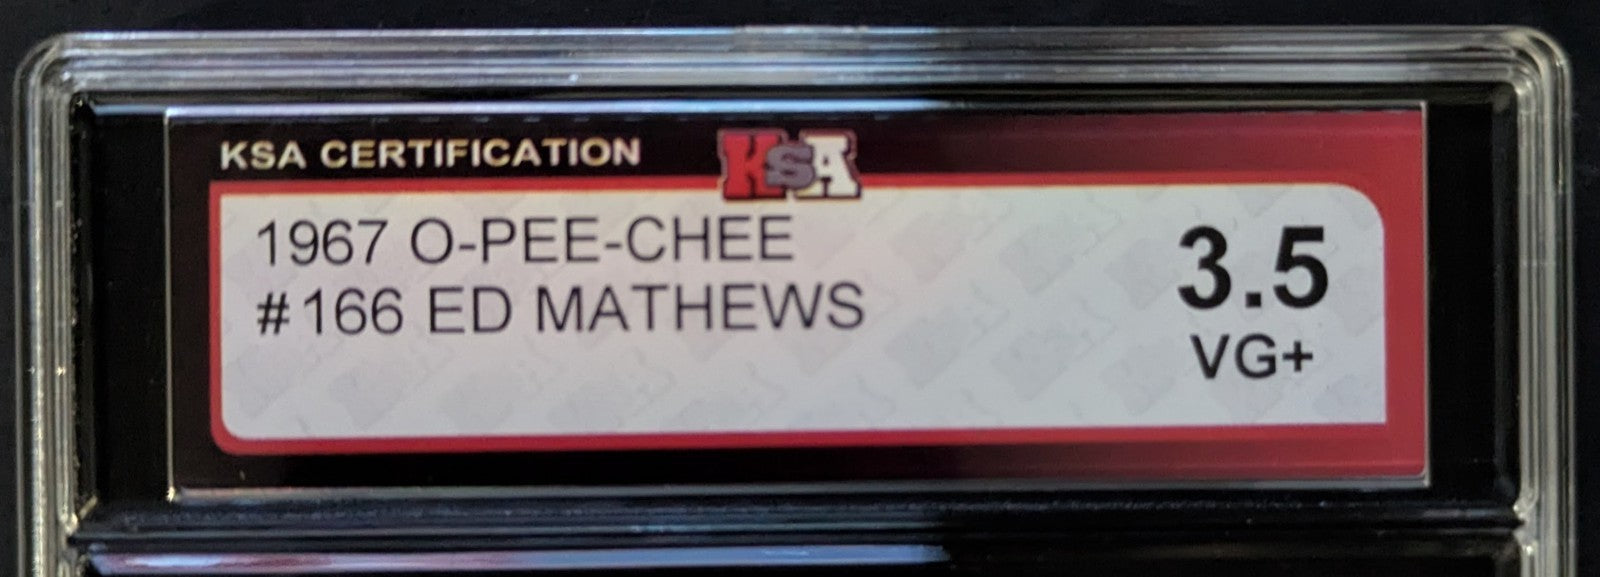 KSA CERTIFICATION
KSA
1967 O-PEE-CHEE
#166 ED MATHEWS
3.5
VG+